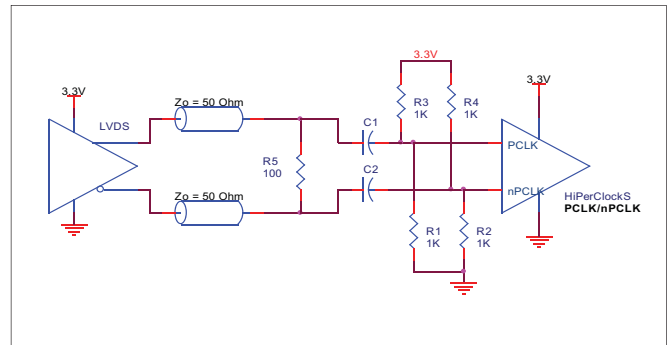 3.3V
3.3V
3.3V
Zo = 50 Ohm
LVDS
R3
1K
R4
1K
C1
PCLK
R5
100
C2
Zo = 50 Ohm
nPCLK
HiPerClockS
PCLK/nPCLK
R1
1K
R2
1K